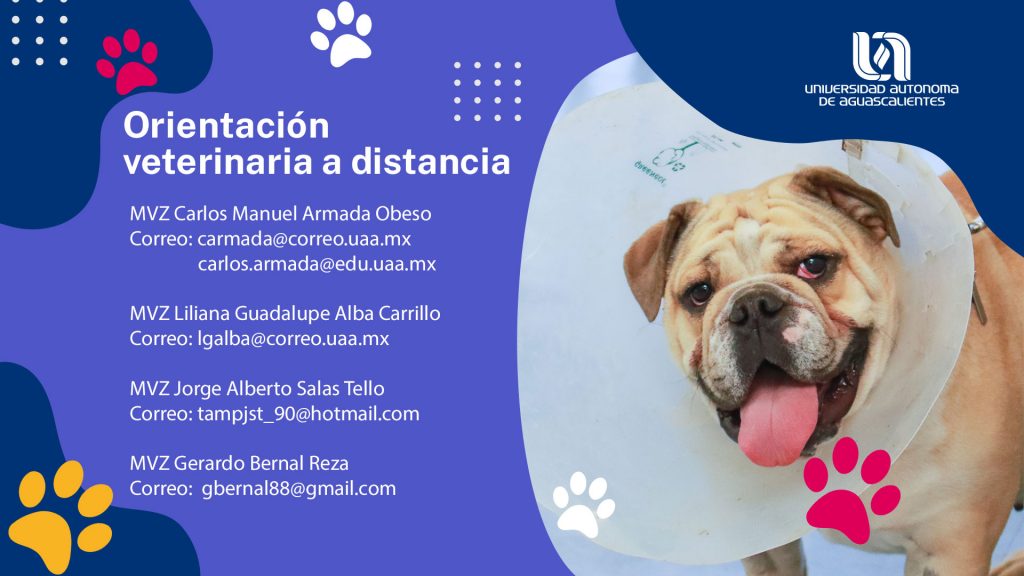 UNIVERSIDAD AUTONOMA
DE AGUASCALIENTES
Orientación
veterinaria a distancia
MVZ Carlos Manuel Armada Obeso
Correo: carmada@correo.uaa.mx
carlos.armada@edu.uaa.mx
MVZ Liliana Guadalupe Alba Carrillo
Correo: lgalba@correo.uaa.mx
MVZ Jorge Alberto Salas Tello
Correo: tampjst_90@hotmail.com
MVZ Gerardo Bernal Reza
Correo: gbernal88@gmail.com